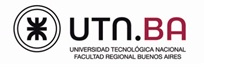 UTN.BA
UNIVERSIDAD TECNOLÓGICA NACIONAL
FACULTAD REGIONAL BUENOS AIRES